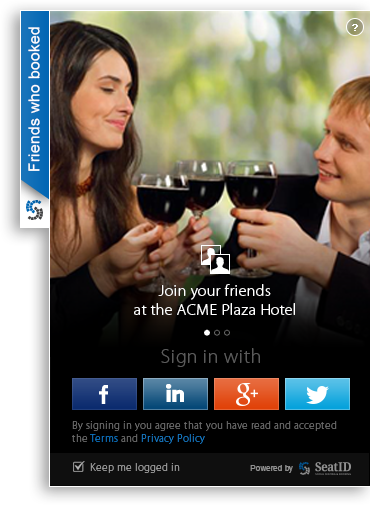 Friends who booked
?
Join your friends
at the ACME Plaza Hotel
Sign in with
f in g+
By signing in you agree that you have read and accepted
the Terms and Privacy Policy
Keep me logged in
Powered by SeatID